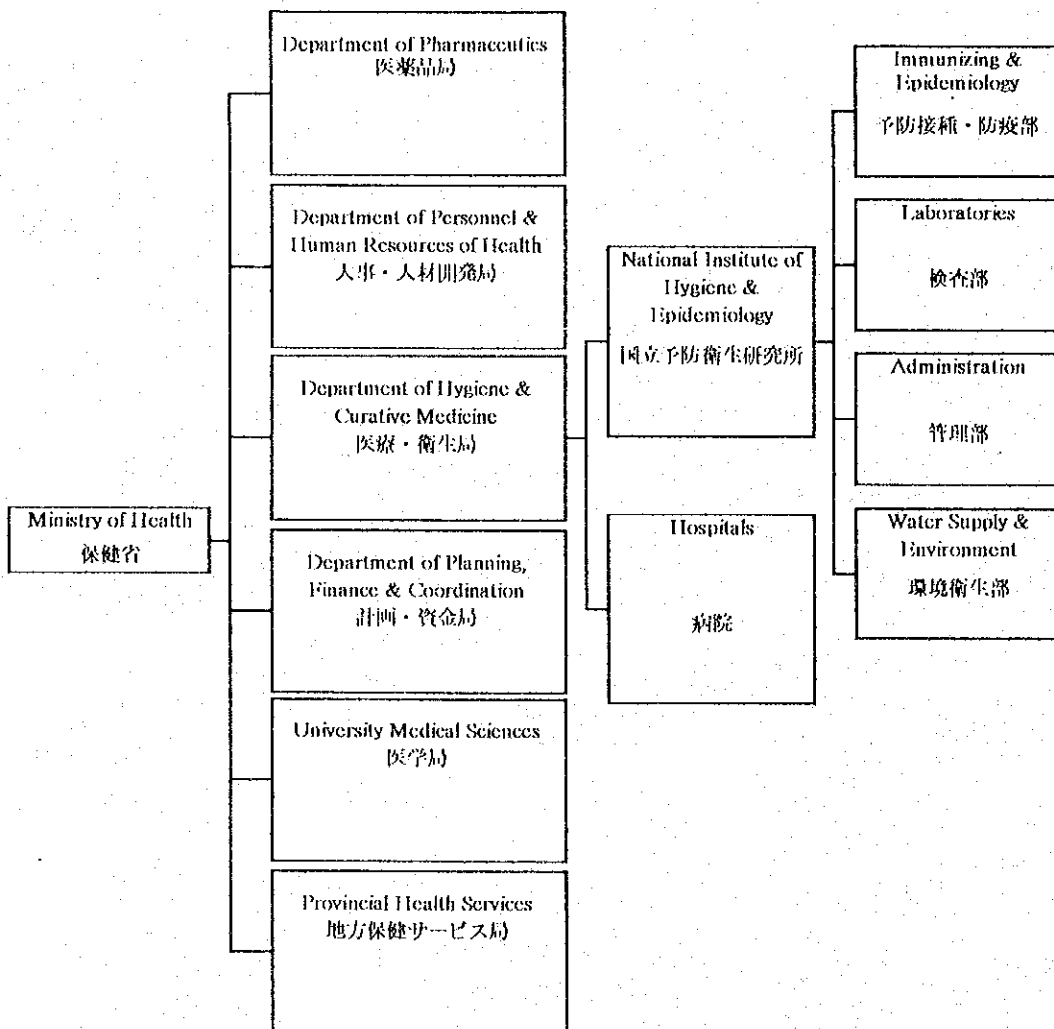 Ministry of Health
保健省
Department of Pharmaceutics
医薬品局
Department of Personnel &
Human Resources of Health
人事・人材開発局
Department of Hygiene &
Curative Medicine
医療・衛生局
Department of Planning,
Finance & Coordination
計画・資金局
University Medical Sciences
医学局
Provincial Health Services
地方保健サービス局
National Institute of
Hygiene &
Epidemiology
国立予防衛生研究所
Hospitals
病院
Immunizing &
Epidemiology
予防接種・防疫部
Laboratories
検査部
Administration
管理部
Water Supply &
Environment
環境衛生部